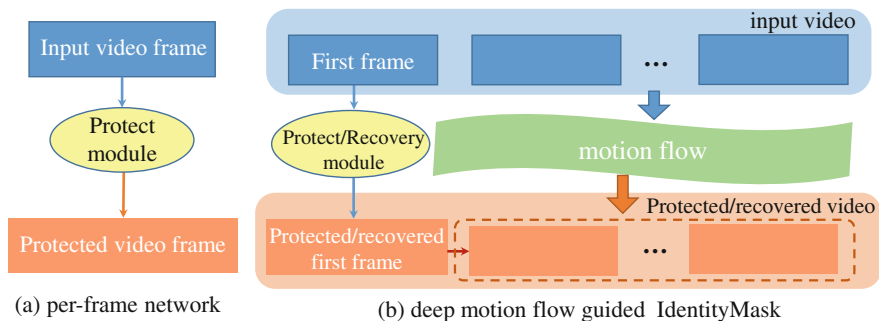 Input video frame
Protect
module
Protected video frame
(a) per-frame network
input video
First frame
...
Protect/Recovery
module
motion flow
Protected/recovered video
Protected/recovered
first frame
...
(b) deep motion flow guided IdentityMask